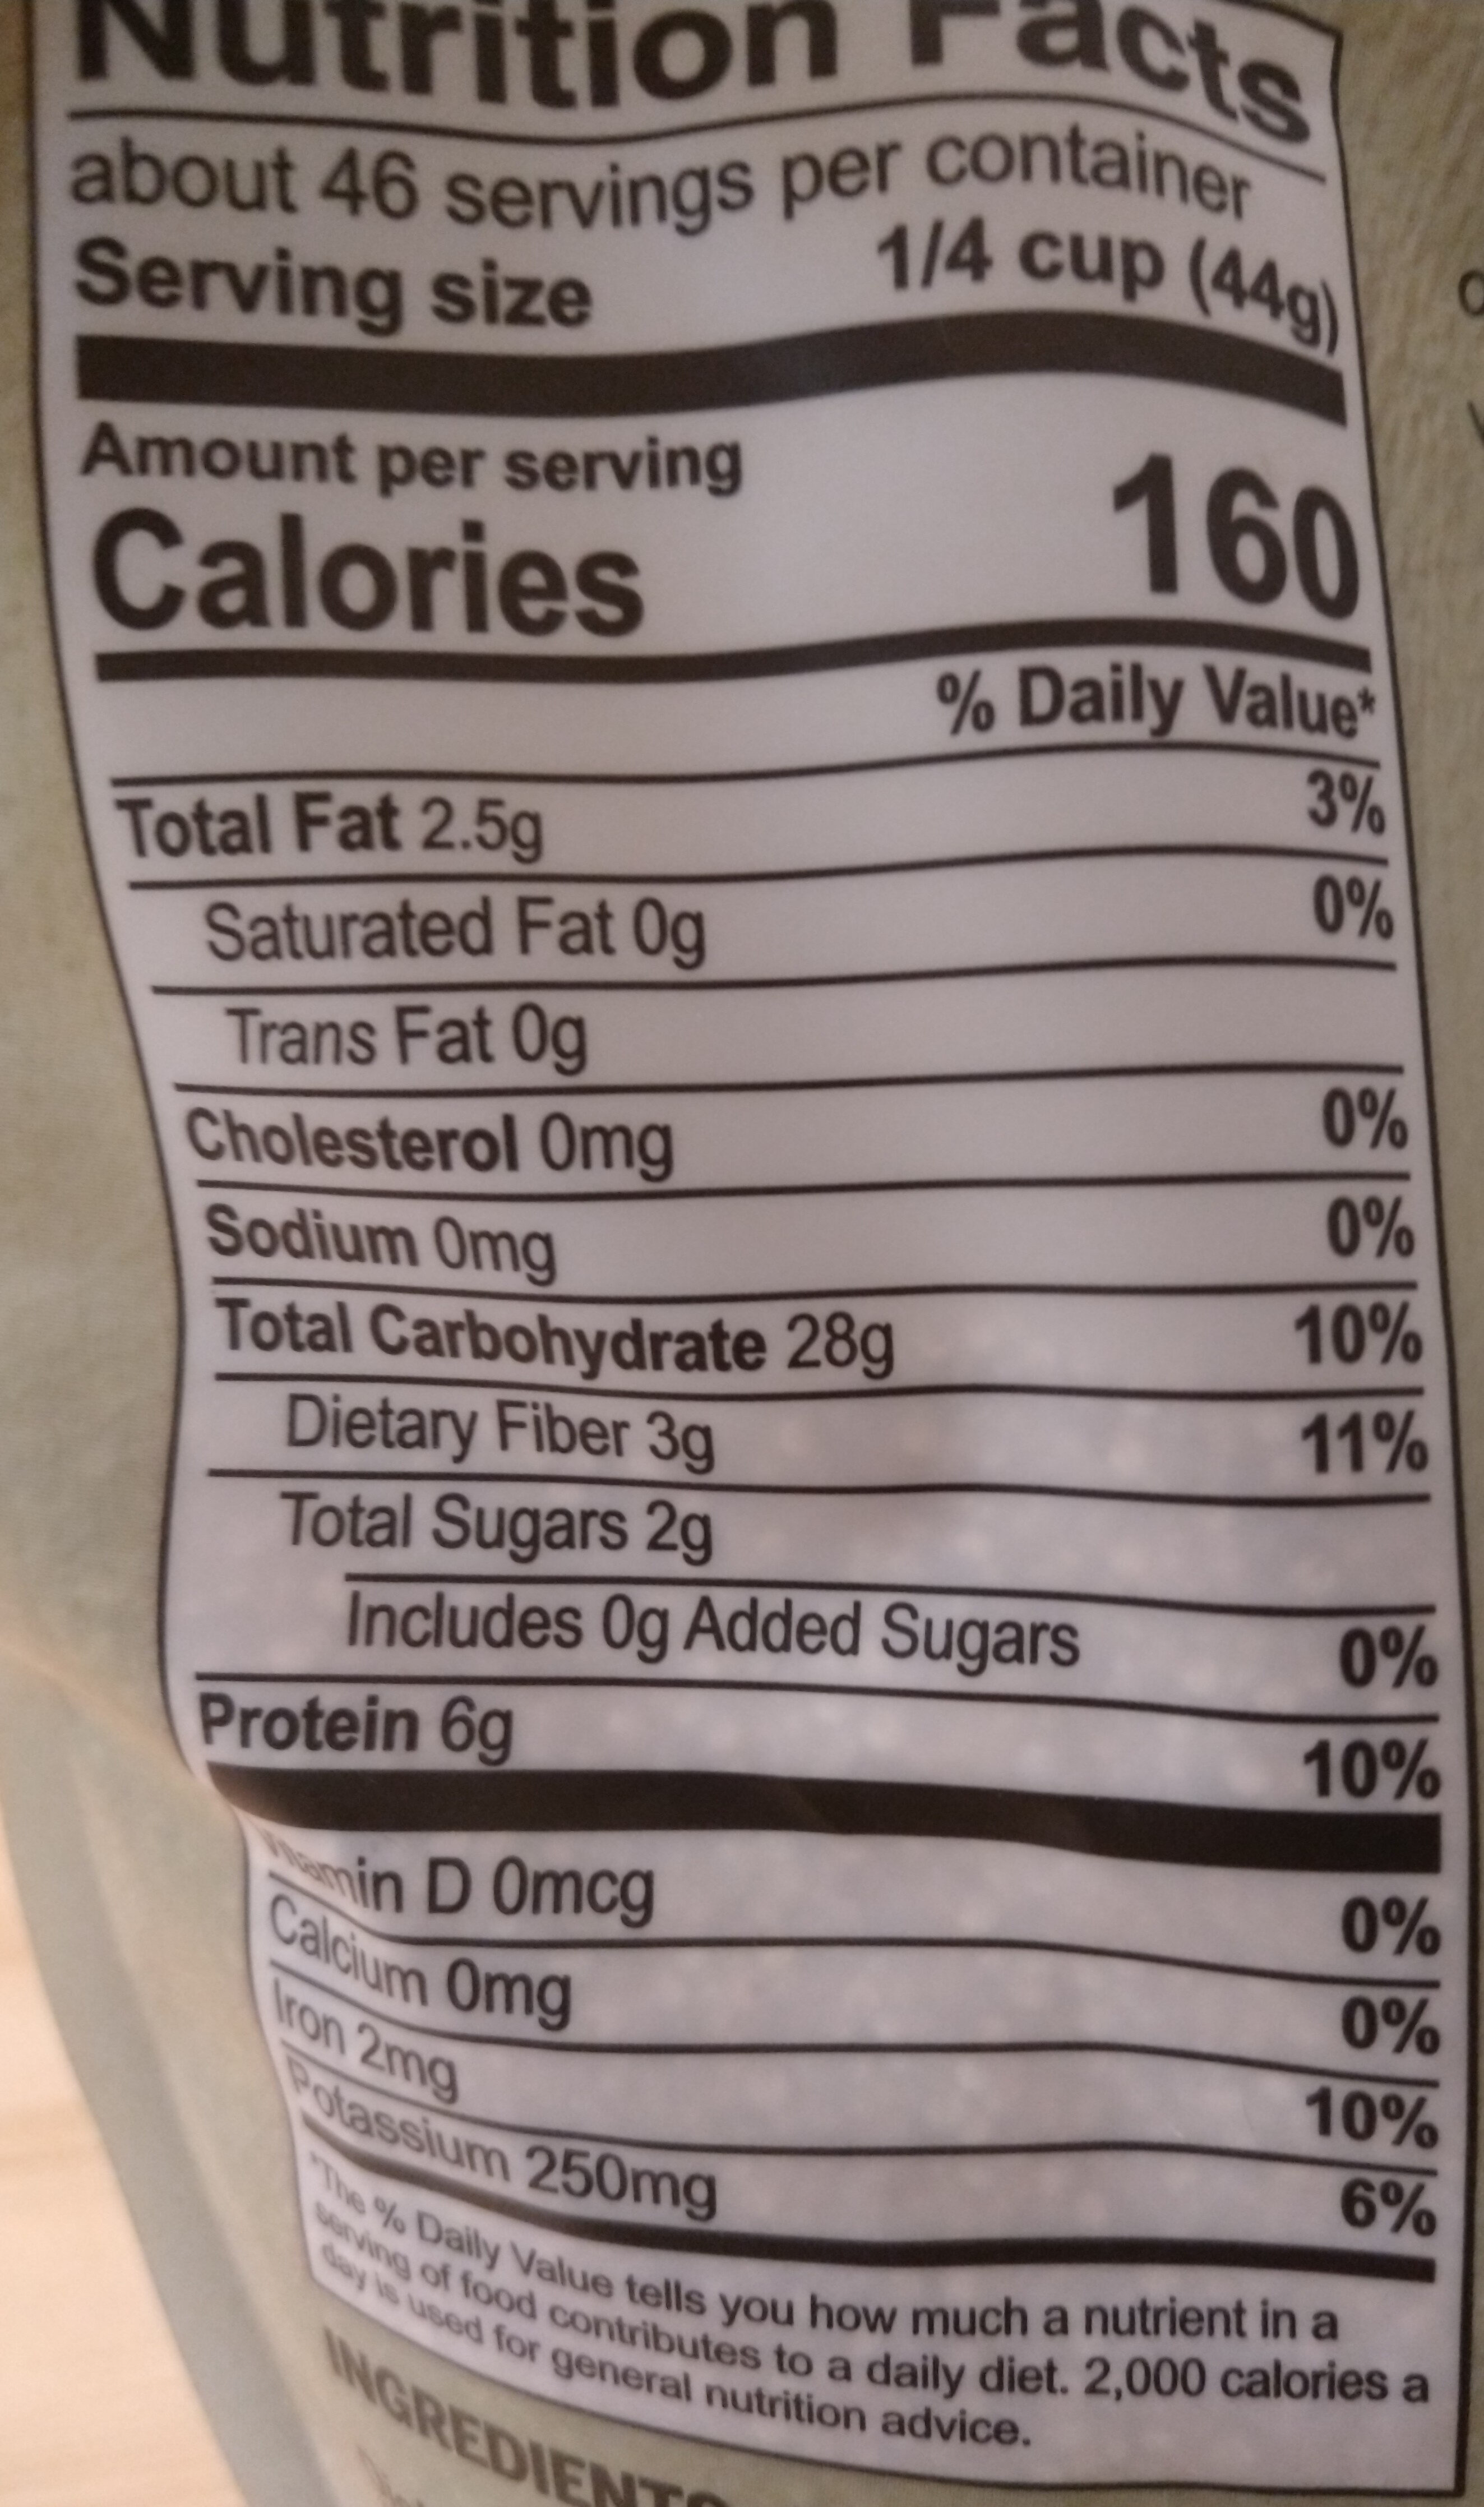 Nutrition Facts
about 46 servings per container
Serving size 1/4 cup (44g)
Amount per serving
Calories 160
% Daily Value*
Total Fat 2.5g 3%
Saturated Fat 0g 0%
Trans Fat 0g
Cholesterol 0mg 0%
Sodium 0mg 0%
Total Carbohydrate 28g 10%
Dietary Fiber 3g 11%
Total Sugars 2g
Includes 0g Added Sugars 0%
Protein 6g 10%
Vitamin D 0mcg 0%
Calcium 0mg 0%
Iron 2mg 10%
Potassium 250mg 6%
*The % Daily Value tells you how much a nutrient in a
serving of food contributes to a daily diet. 2,000 calories a
day is used for general nutrition advice.
INGREDIENTS